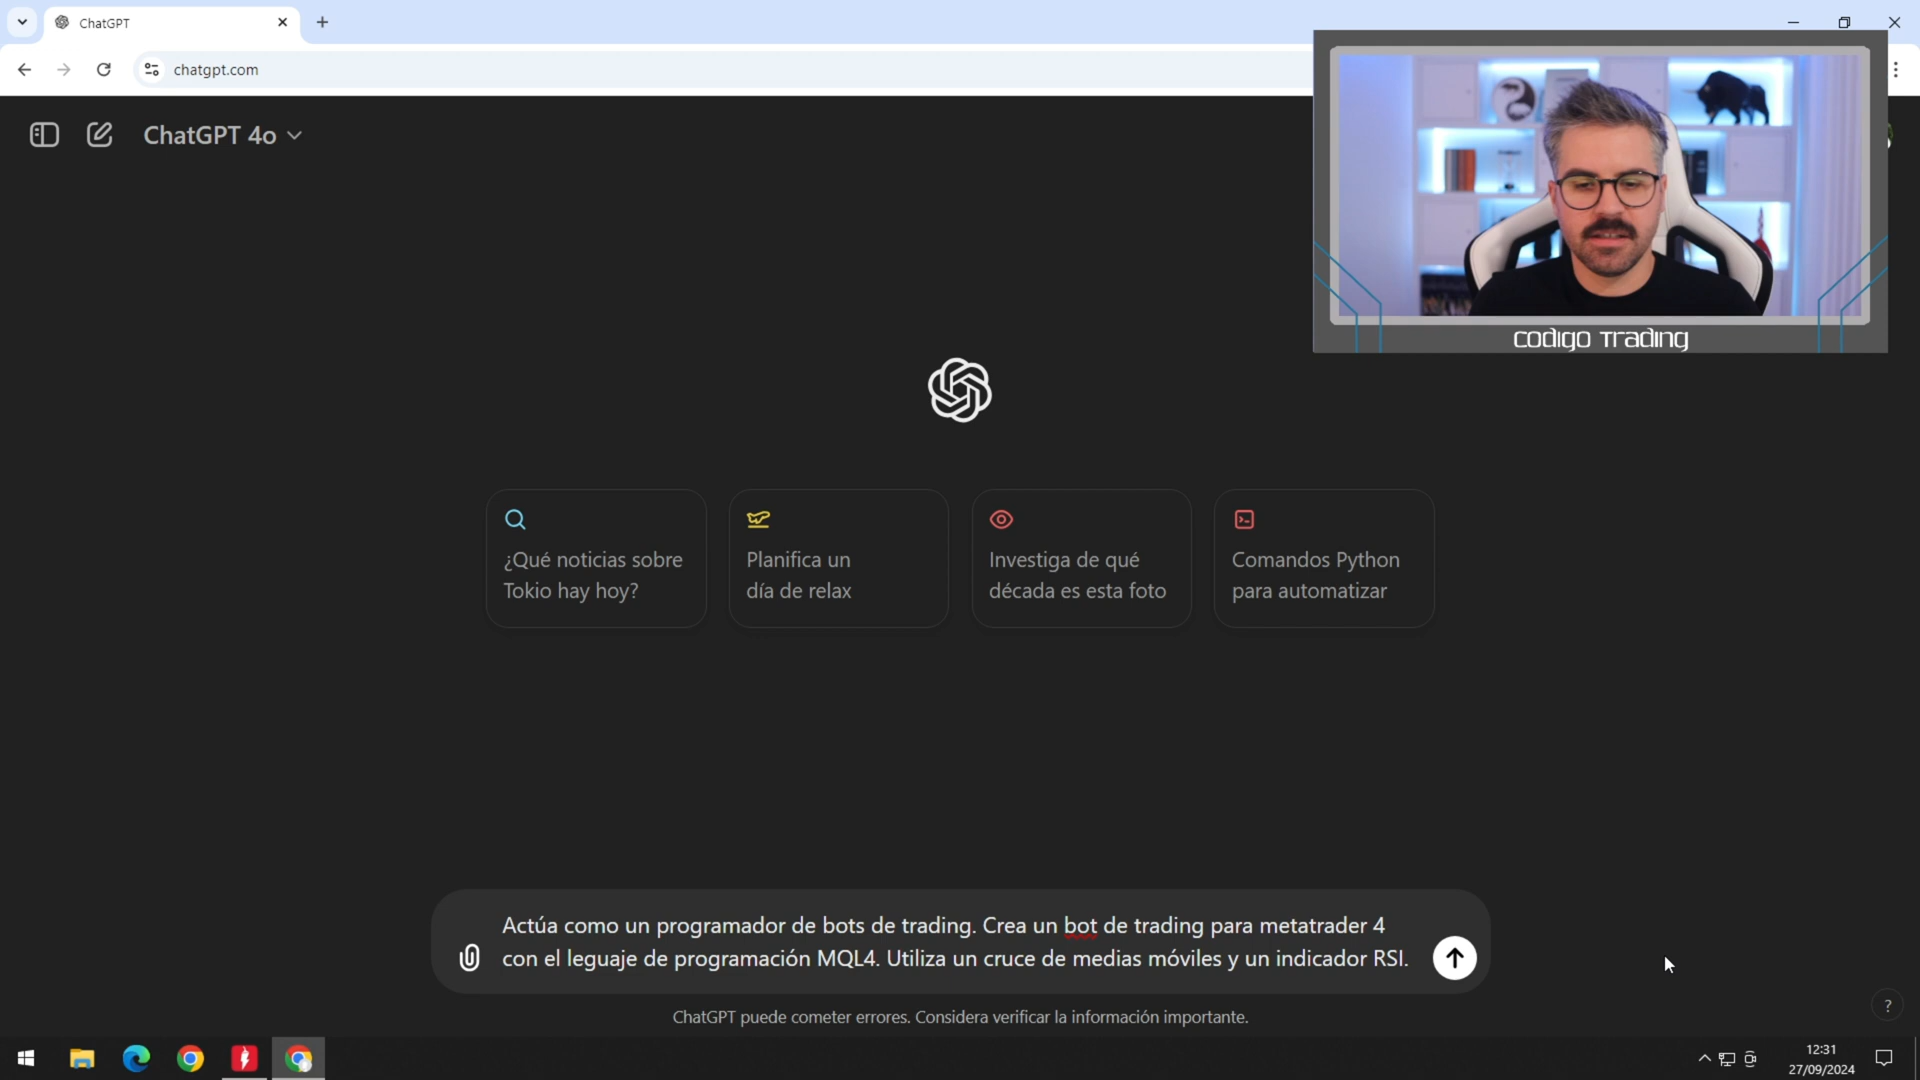 ChatGPT
chatgpt.com
ChatGPT 4o
CODIGO TRADING
¿Qué noticias sobre
Tokio hay hoy?
Planifica un
día de relax
Investiga de qué
década es esta foto
Comandos Python
para automatizar
Actúa como un programador de bots de trading. Crea un bot de trading para metatrader 4
con el leguaje de programación MQL4. Utiliza un cruce de medias móviles y un indicador RSI.
ChatGPT puede cometer errores. Considera verificar la información importante.
?
12:31
27/09/2024